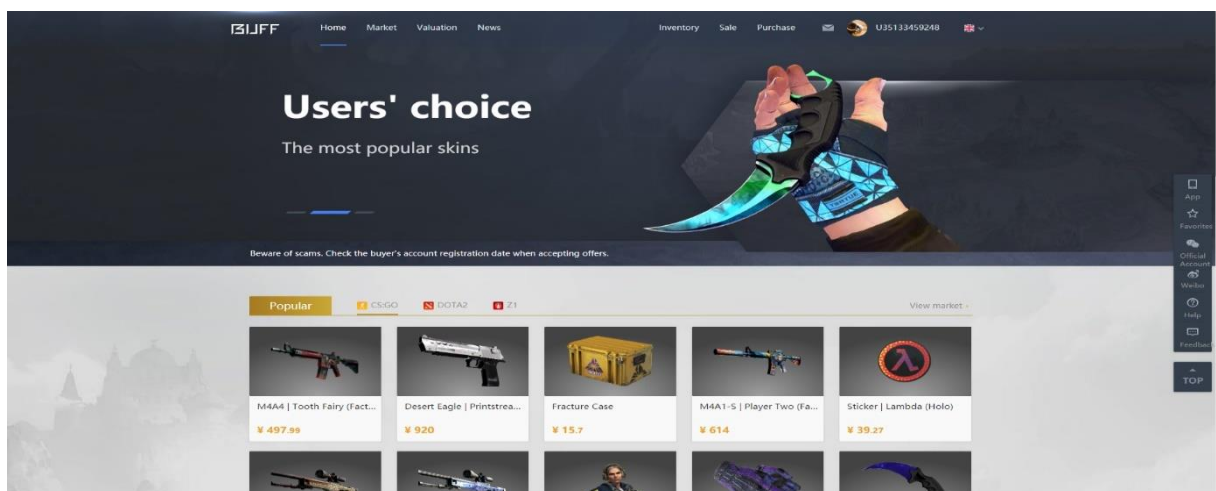 BUFF
Home Market Valuation News
Inventory Sale Purchase U35133459248
Users' choice
The most popular skins
Beware of scams. Check the buyer's account registration date when accepting offers.
App
Favorites
Official
Account
Weibo
Help
Feedbac
TOP
Popular CS:GO DOTA2 Z1 View market
M4A4 | Tooth Fairy (Fact... Desert Eagle | Printstrea... Fracture Case M4A1-S | Player Two (Fa... Sticker | Lambda (Holo)
¥ 497.99 ¥ 920 ¥ 15.7 ¥ 614 ¥ 39.27